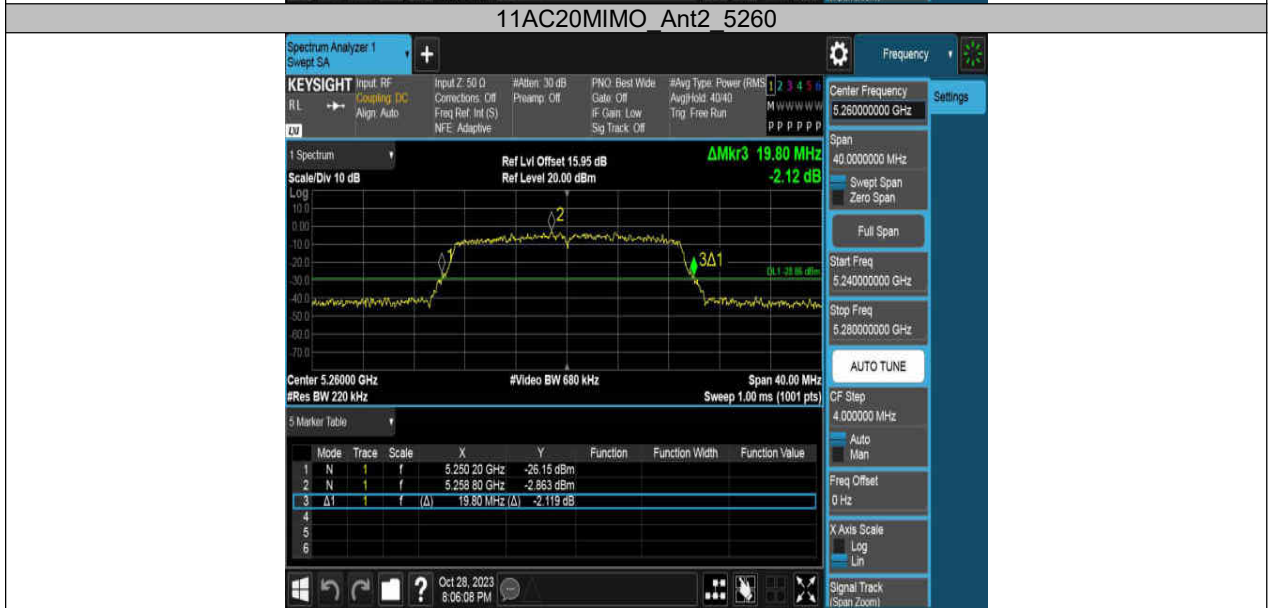 11AC20MIMO_Ant2_5260
Spectrum Analyzer 1
Swept SA
+
Frequency
KEYSIGHT
RL
LXI
Input: RF
Coupling: DC
Align: Auto
Input Z: 50 Ω
Corrections: Off
Freq Ref: Int (S)
NFE: Adaptive
#Atten: 30 dB
Preamp: Off
PNO: Best Wide
Gate: Off
IF Gain: Low
Sig Track: Off
#Avg Type: Power (RMS
Avg|Hold: 40/40
Trig: Free Run
1 2 3 4 5 6
M W W W W W
P P P P P P
1 Spectrum
Scale/Div 10 dB
Ref Lvl Offset 15.95 dB
Ref Level 20.00 dBm
ΔMkr3 19.80 MHz
-2.12 dB
Log
10.0
0.00
-10.0
-20.0
-30.0
-40.0
-50.0
-60.0
-70.0
1
2
3Δ1
DL1 -28.86 dBm
Center 5.26000 GHz
#Res BW 220 kHz
#Video BW 680 kHz
Span 40.00 MHz
Sweep 1.00 ms (1001 pts)
5 Marker Table
Mode Trace Scale X Y Function Function Width Function Value
1 N 1 f 5.250 20 GHz -26.15 dBm
2 N 1 f 5.258 80 GHz -2.863 dBm
3 Δ1 1 f (Δ) 19.80 MHz (Δ) -2.119 dB
4
5
6
?
Oct 28, 2023
8:06:08 PM
Center Frequency
5.260000000 GHz
Settings
Span
40.0000000 MHz
Swept Span
Zero Span
Full Span
Start Freq
5.240000000 GHz
Stop Freq
5.280000000 GHz
AUTO TUNE
CF Step
4.000000 MHz
Auto
Man
Freq Offset
0 Hz
X Axis Scale
Log
Lin
Signal Track
(Span Zoom)